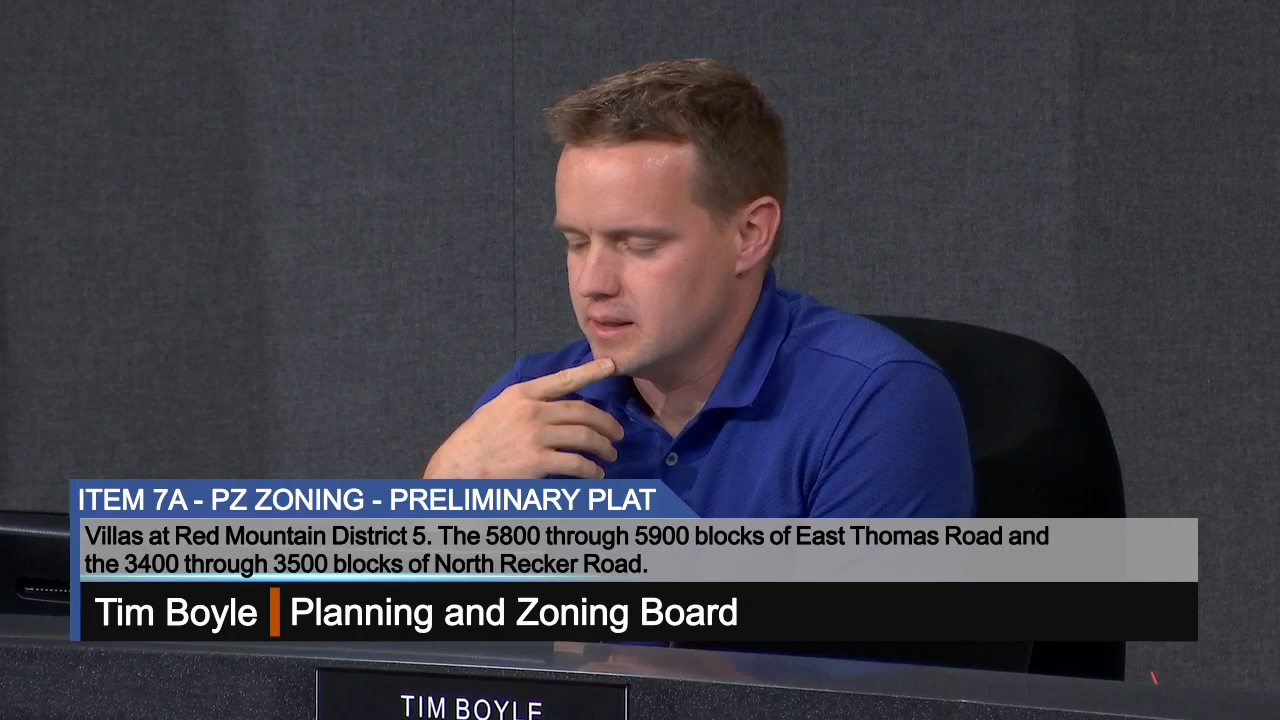 ITEM 7A - PZ ZONING - PRELIMINARY PLAT
Villas at Red Mountain District 5. The 5800 through 5900 blocks of East Thomas Road and
the 3400 through 3500 blocks of North Recker Road.
Tim Boyle Planning and Zoning Board
TIM BOYLE